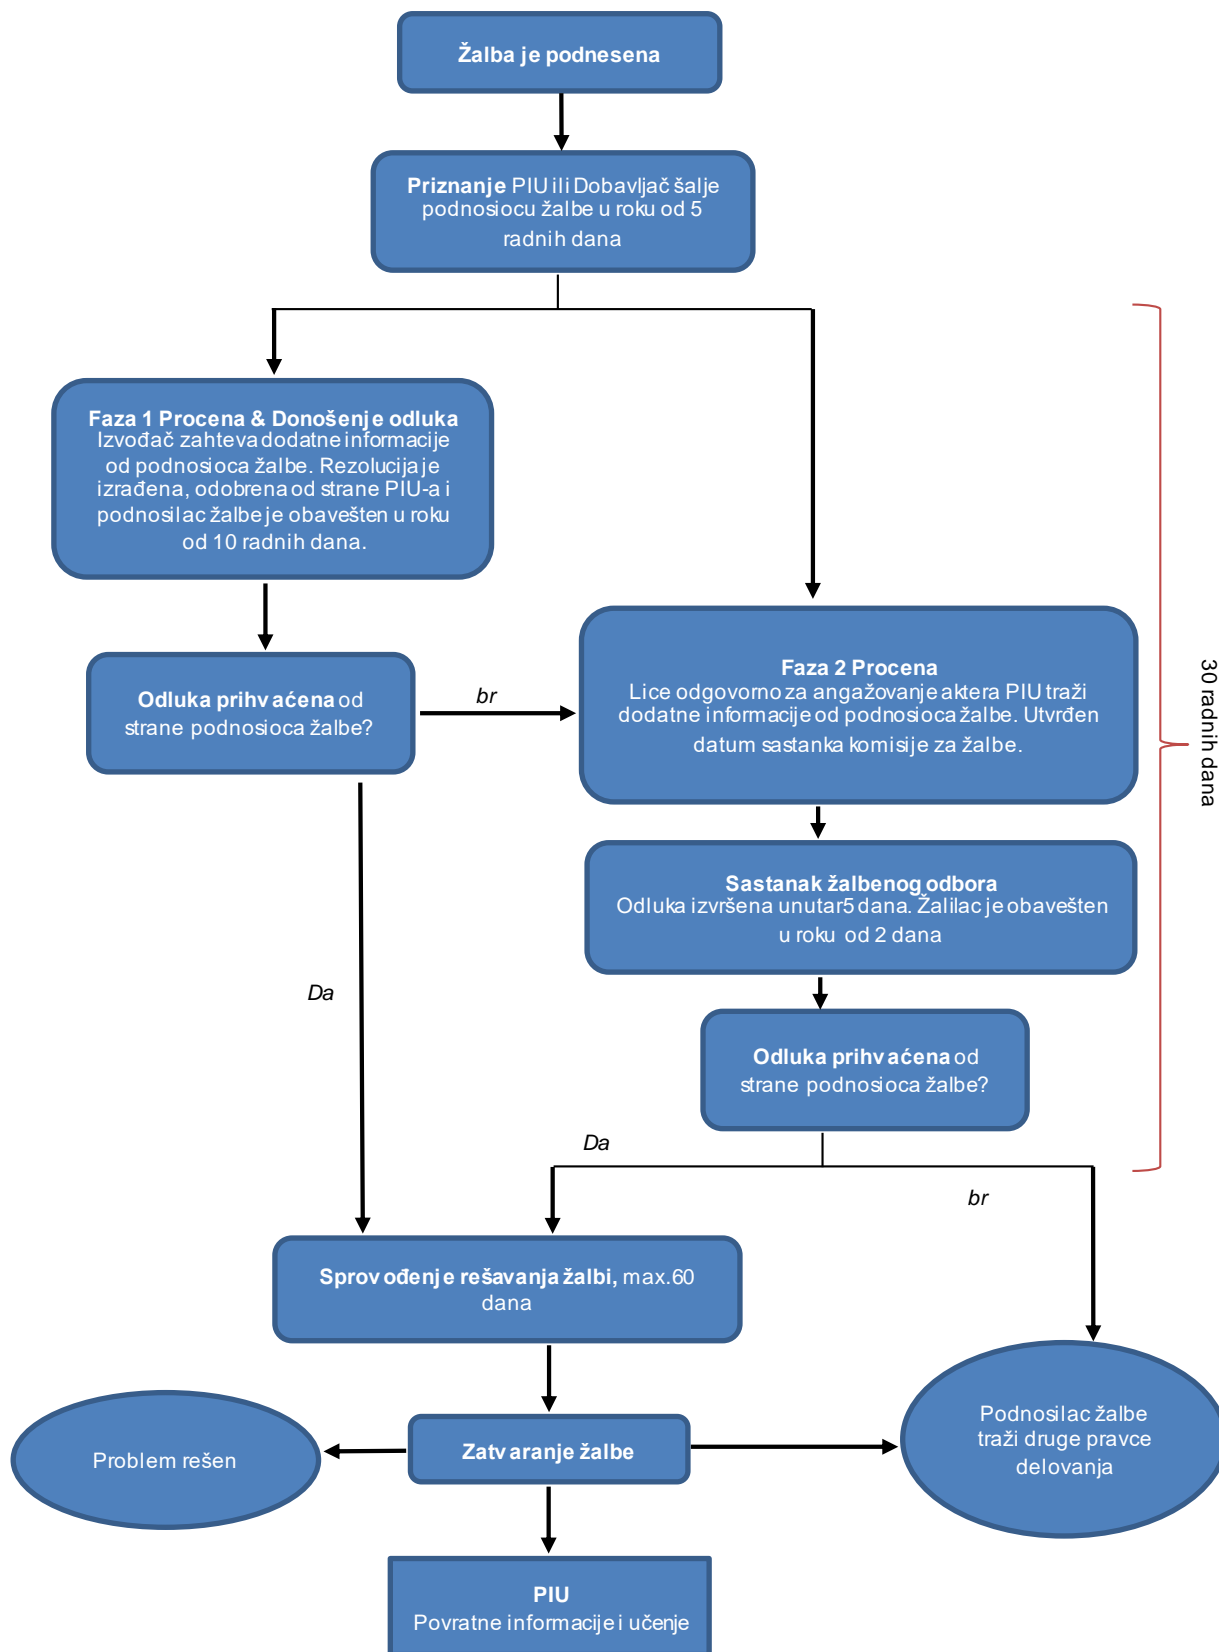 Žalba je podnesena
Priznanje PIU ili Dobavljač šalje
podnosiocu žalbe u roku od 5
radnih dana
Faza 1 Procena & Donošenje odluka
Izvođač zahteva dodatne informacije
od podnosioca žalbe. Rezolucija je
izrađena, odobrena od strane PIU-a i
podnosilac žalbe je obavešten u roku
od 10 radnih dana.
Odluka prihvaćena od
strane podnosioca žalbe?
br
Faza 2 Procena
Lice odgovorno za angažovanje aktera PIU traži
dodatne informacije od podnosioca žalbe. Utvrđen
datum sastanka komisije za žalbe.
30 radnih dana
Sastanak žalbenog odbora
Odluka izvršena unutar 5 dana. Žalilac je obavešten
u roku od 2 dana
Da
Odluka prihvaćena od
strane podnosioca žalbe?
Da
br
Sprovođenje rešavanja žalbi, max.60
dana
Problem rešen
Zatvaranje žalbe
Podnosilac žalbe
traži druge pravce
delovanja
PIU
Povratne informacije i učenje